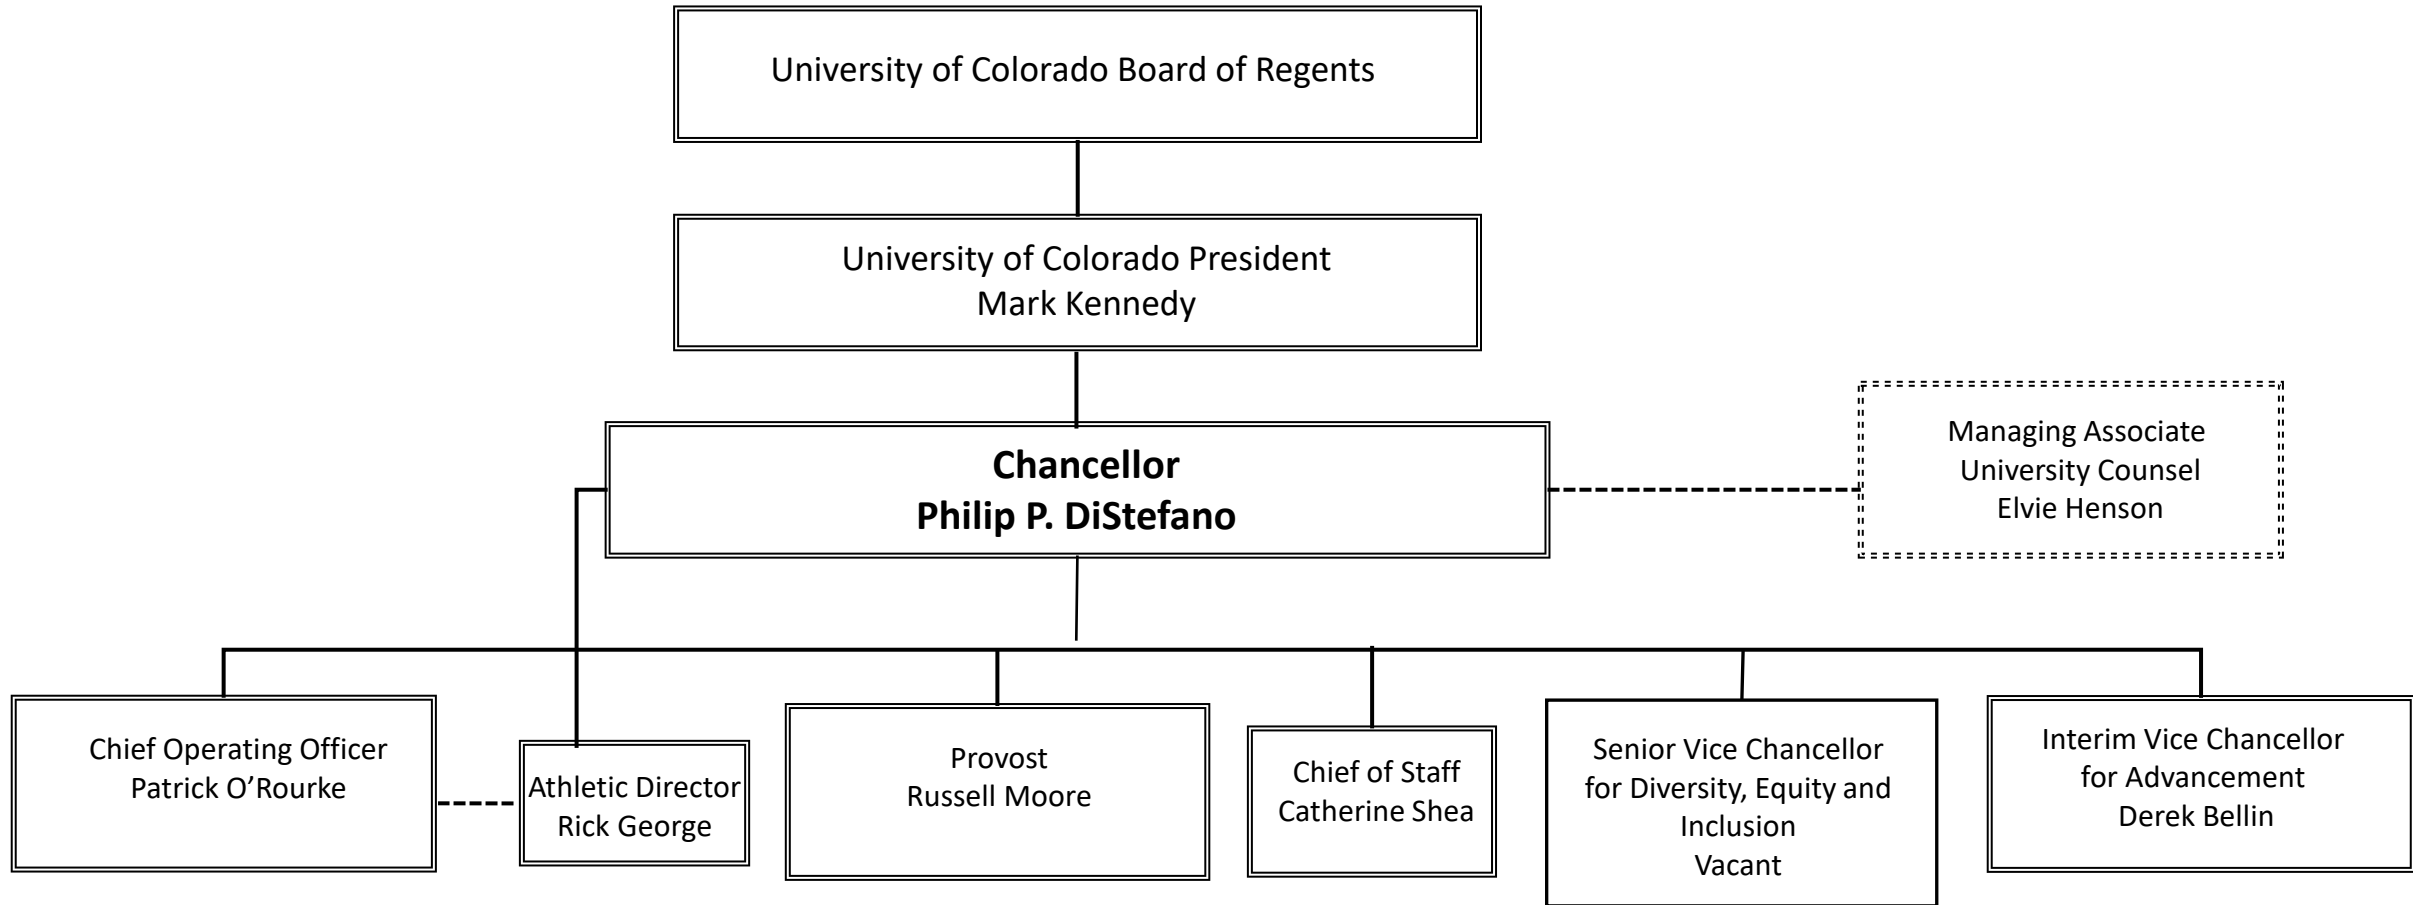 University of Colorado Board of Regents
University of Colorado President
Mark Kennedy
Chancellor
Philip P. DiStefano
Managing Associate
University Counsel
Elvie Henson
Chief Operating Officer
Patrick O’Rourke
Athletic Director
Rick George
Provost
Russell Moore
Chief of Staff
Catherine Shea
Senior Vice Chancellor
for Diversity, Equity and
Inclusion
Vacant
Interim Vice Chancellor
for Advancement
Derek Bellin